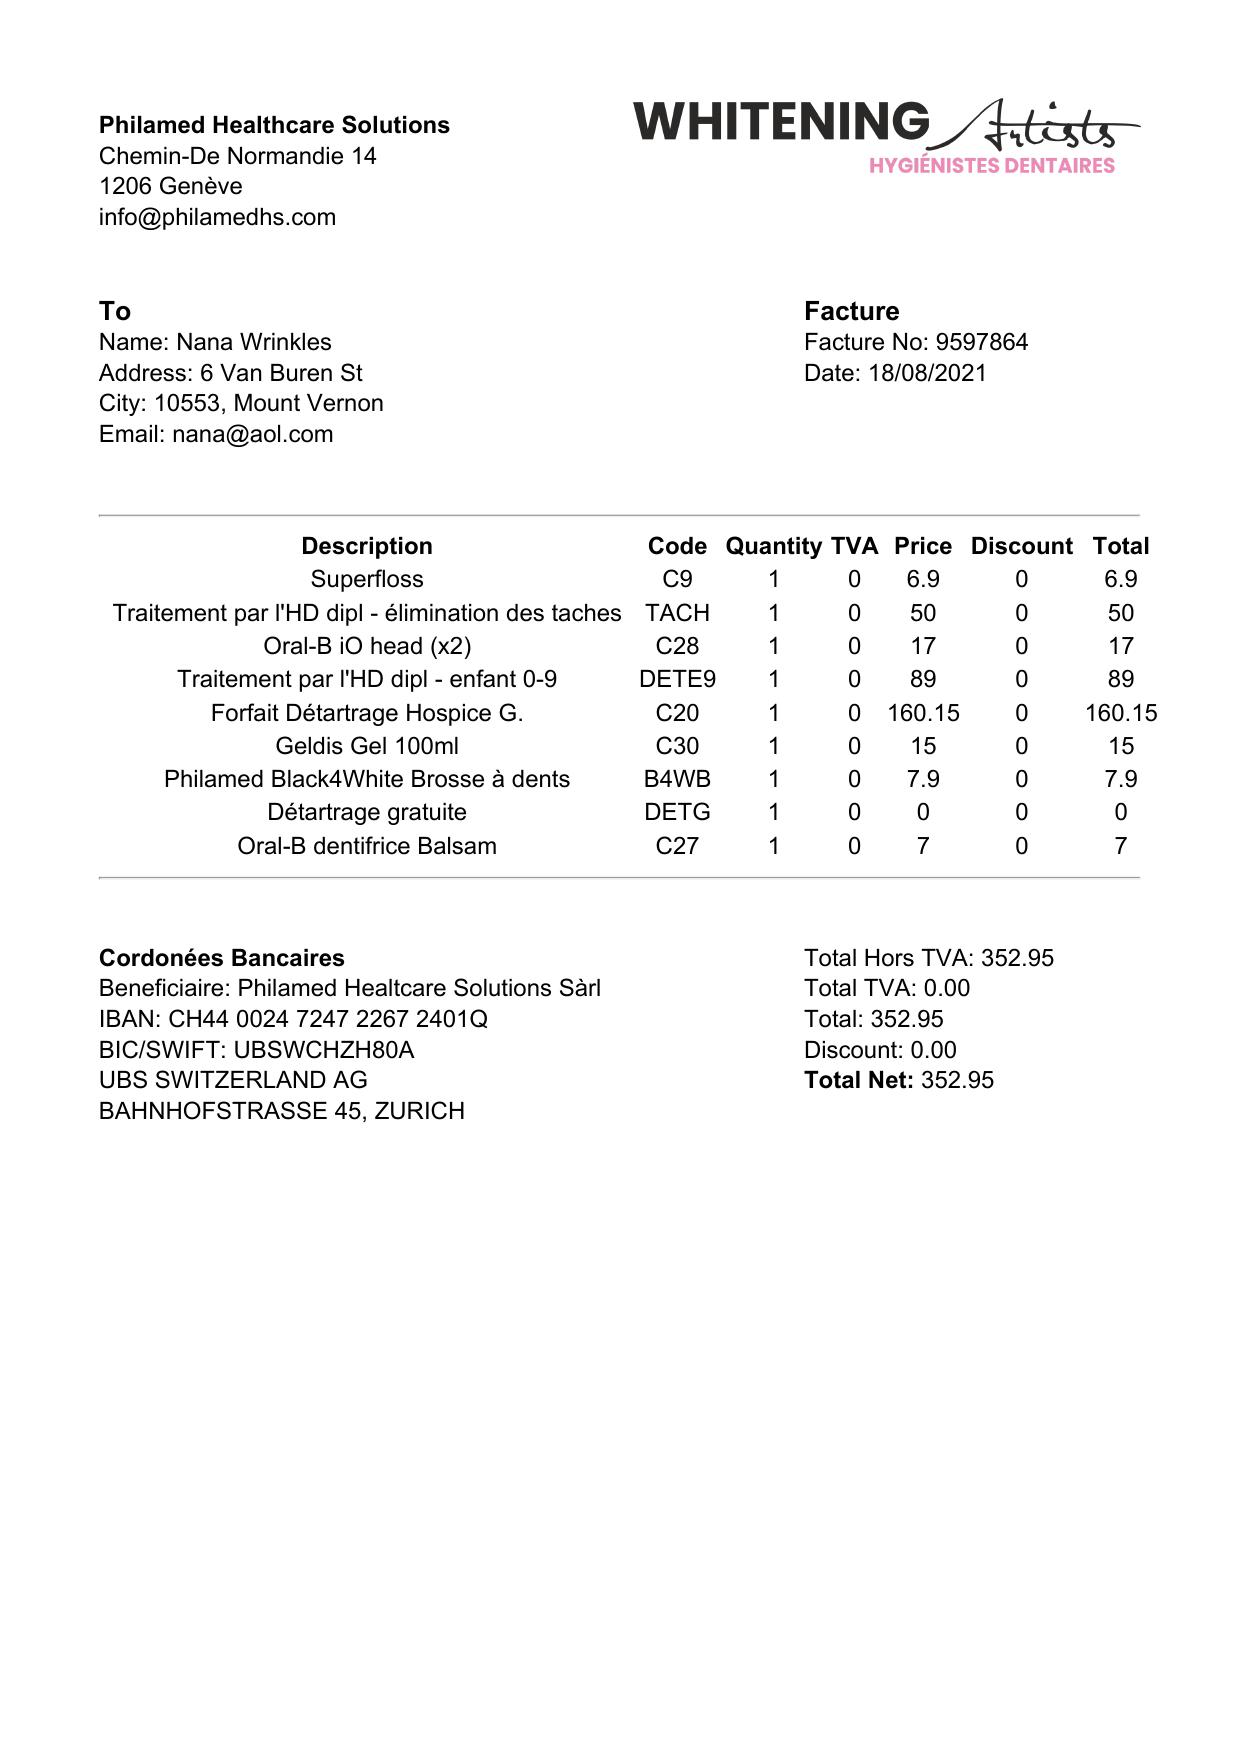 Philamed Healthcare Solutions
Chemin-De Normandie 14
1206 Genève
info@philamedhs.com
WHITENING Artists
HYGIÉNISTES DENTAIRES
To
Name: Nana Wrinkles
Address: 6 Van Buren St
City: 10553, Mount Vernon
Email: nana@aol.com
Facture
Facture No: 9597864
Date: 18/08/2021
Description Code Quantity TVA Price Discount Total
Superfloss C9 1 0 6.9 0 6.9
Traitement par l'HD dipl - élimination des taches TACH 1 0 50 0 50
Oral-B iO head (x2) C28 1 0 17 0 17
Traitement par l'HD dipl - enfant 0-9 DETE9 1 0 89 0 89
Forfait Détartrage Hospice G. C20 1 0 160.15 0 160.15
Geldis Gel 100ml C30 1 0 15 0 15
Philamed Black4White Brosse à dents B4WB 1 0 7.9 0 7.9
Détartrage gratuite DETG 1 0 0 0 0
Oral-B dentifrice Balsam C27 1 0 7 0 7
Cordonées Bancaires
Beneficiaire: Philamed Healtcare Solutions Sàrl
IBAN: CH44 0024 7247 2267 2401Q
BIC/SWIFT: UBSWCHZH80A
UBS SWITZERLAND AG
BAHNHOFSTRASSE 45, ZURICH
Total Hors TVA: 352.95
Total TVA: 0.00
Total: 352.95
Discount: 0.00
Total Net: 352.95